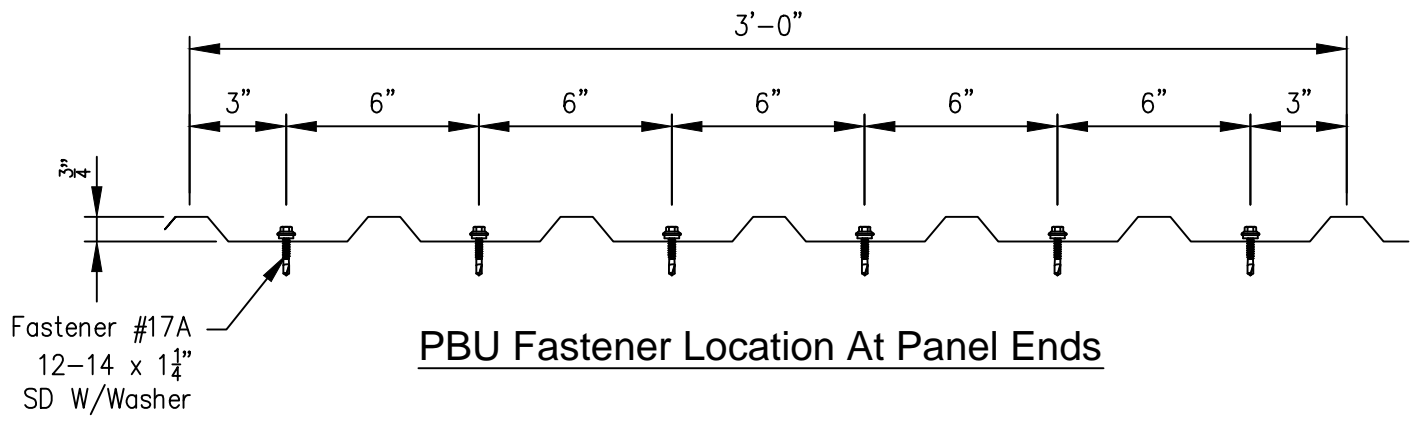 3'-0"
3" 6" 6" 6" 6" 6" 3"
3/4"
Fastener #17A
12-14 x 1 1/4"
SD W/Washer
PBU Fastener Location At Panel Ends